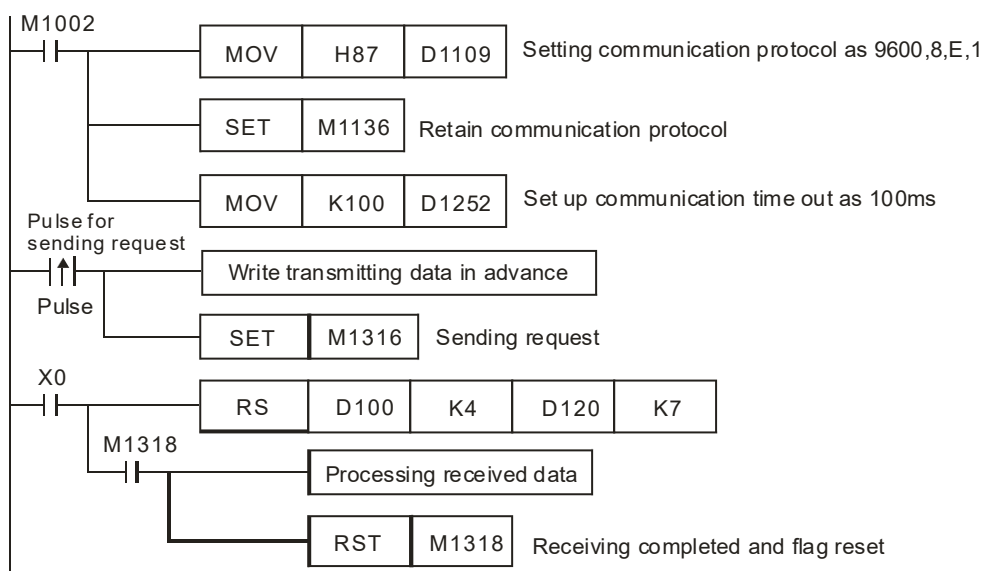 M1002
MOV H87 D1109 Setting communication protocol as 9600,8,E,1
SET M1136 Retain communication protocol
MOV K100 D1252 Set up communication time out as 100ms
Pulse for
sending request
Write transmitting data in advance
Pulse
SET M1316 Sending request
X0
RS D100 K4 D120 K7
M1318
Processing received data
RST M1318 Receiving completed and flag reset